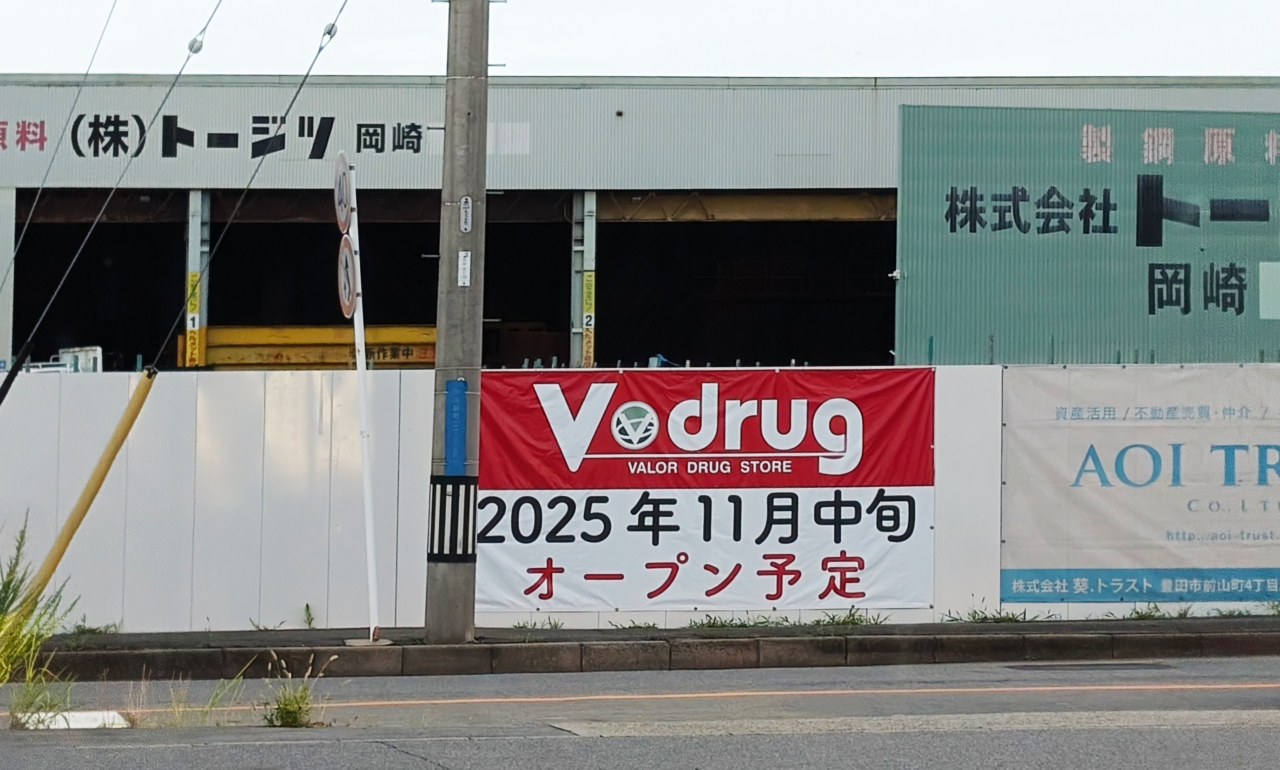 原料 (株)トージツ 岡崎
製鋼原料
株式会社トー
岡崎
1
2
作業中
V drug
VALOR DRUG STORE
2025年11月中旬
オープン予定
資産活用 / 不動産売買・仲介 /
AOI TR
Co. LT
http://aoi-trust.
株式会社 葵.トラスト 豊田市前山町4丁目